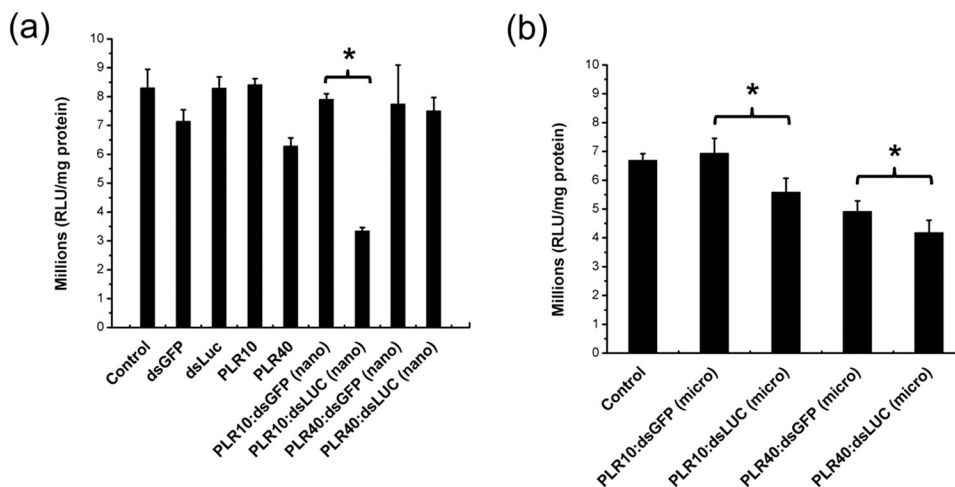 (a)
Millions (RLU/mg protein)
10
9
8
7
6
5
4
3
2
1
0
*
Control
dsGFP
dsLuc
PLR10
PLR40
PLR10:dsGFP (nano)
PLR10:dsLUC (nano)
PLR40:dsGFP (nano)
PLR40:dsLUC (nano)
(b)
Millions (RLU/mg protein)
10
9
8
7
6
5
4
3
2
1
0
*
*
Control
PLR10:dsGFP (micro)
PLR10:dsLUC (micro)
PLR40:dsGFP (micro)
PLR40:dsLUC (micro)